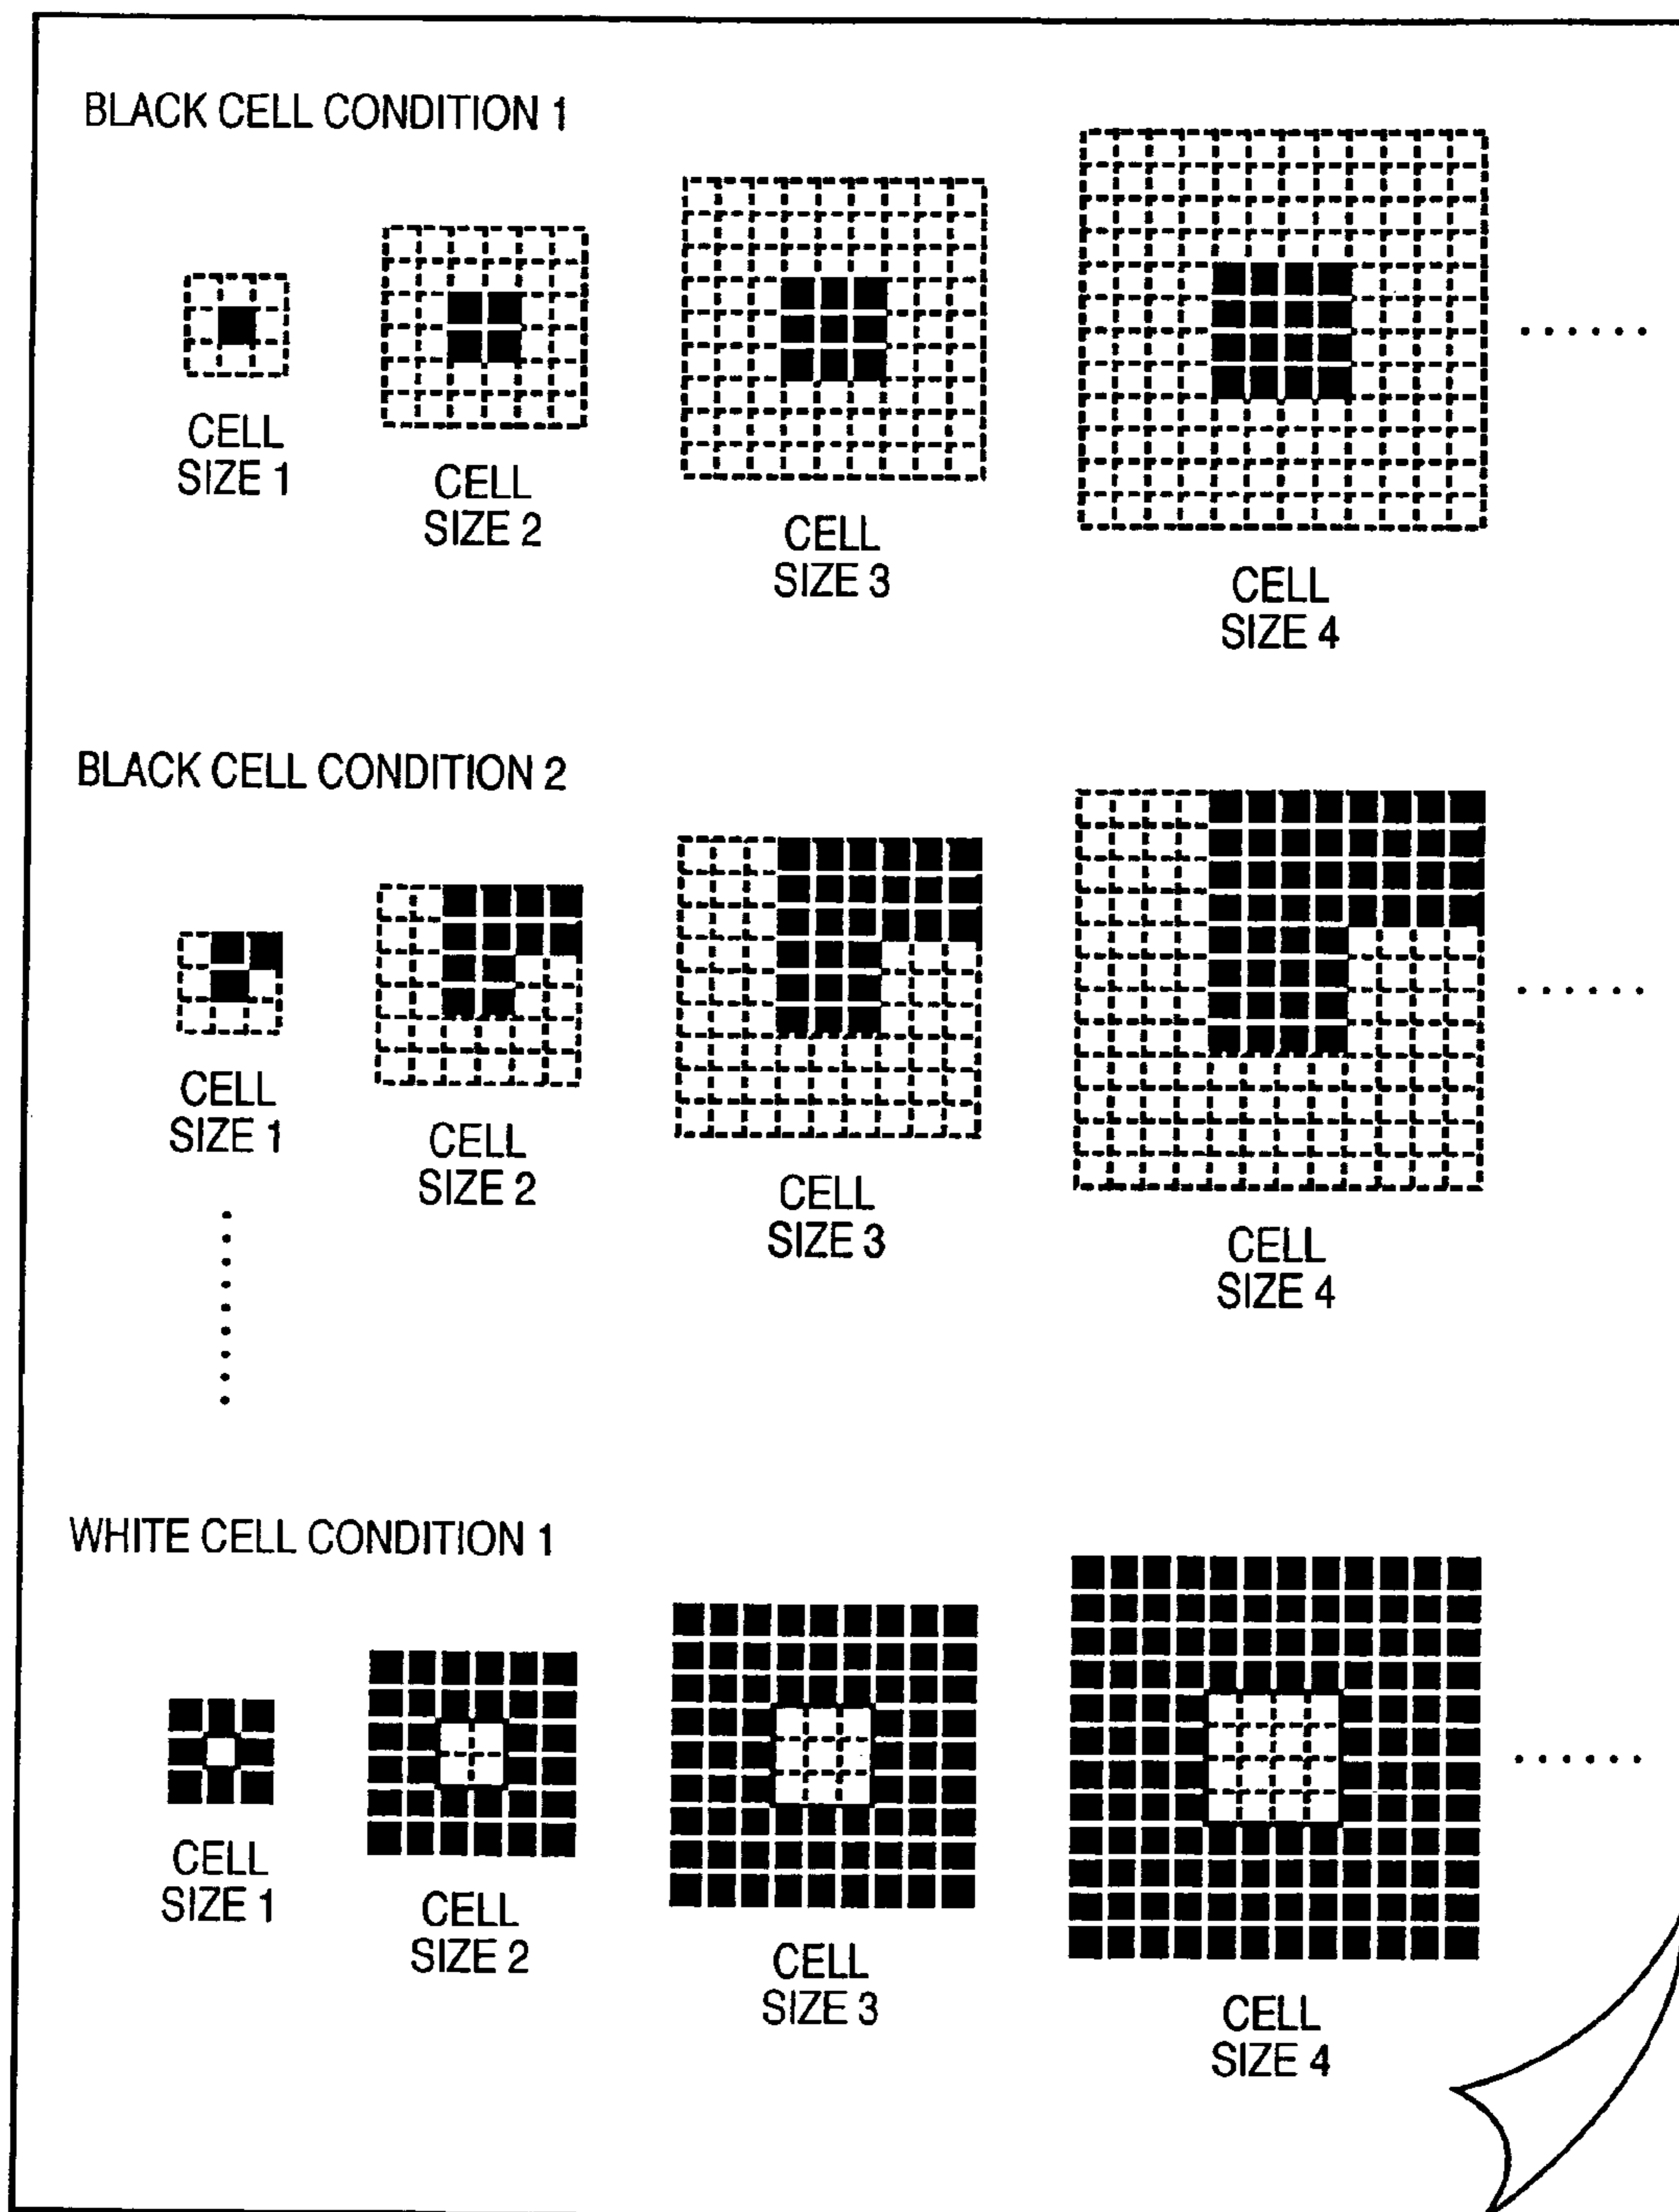 BLACK CELL CONDITION 1
CELL
SIZE 1
CELL
SIZE 2
CELL
SIZE 3
CELL
SIZE 4
BLACK CELL CONDITION 2
CELL
SIZE 1
CELL
SIZE 2
CELL
SIZE 3
CELL
SIZE 4
WHITE CELL CONDITION 1
CELL
SIZE 1
CELL
SIZE 2
CELL
SIZE 3
CELL
SIZE 4